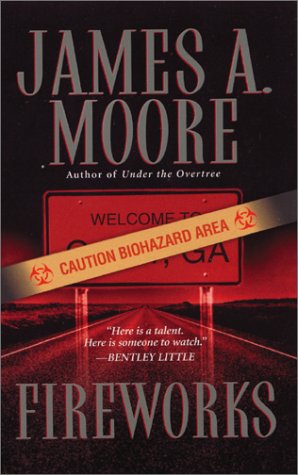 JAMES A.
MOORE
Author of Under the Overtree
WELCOME TO
, GA
CAUTION BIOHAZARD AREA
"Here is a talent.
Here is someone to watch."
—BENTLEY LITTLE
FIREWORKS